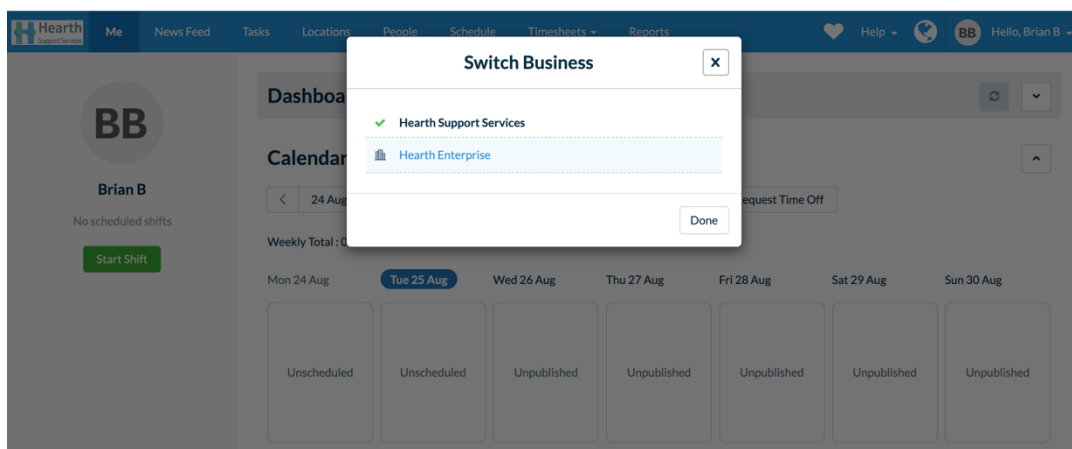 Hearth
Support Services
Me
News Feed
Tasks
Locations
People
Schedule
Timesheets
Reports
Help
BB
Hello, Brian B
Switch Business
x
Hearth Support Services
Hearth Enterprise
Done
BB
Brian B
No scheduled shifts
Start Shift
Dashboa
Calendar
24 Aug
equest Time Off
Weekly Total : 0
Mon 24 Aug
Tue 25 Aug
Wed 26 Aug
Thu 27 Aug
Fri 28 Aug
Sat 29 Aug
Sun 30 Aug
Unscheduled
Unscheduled
Unpublished
Unpublished
Unpublished
Unpublished
Unpublished